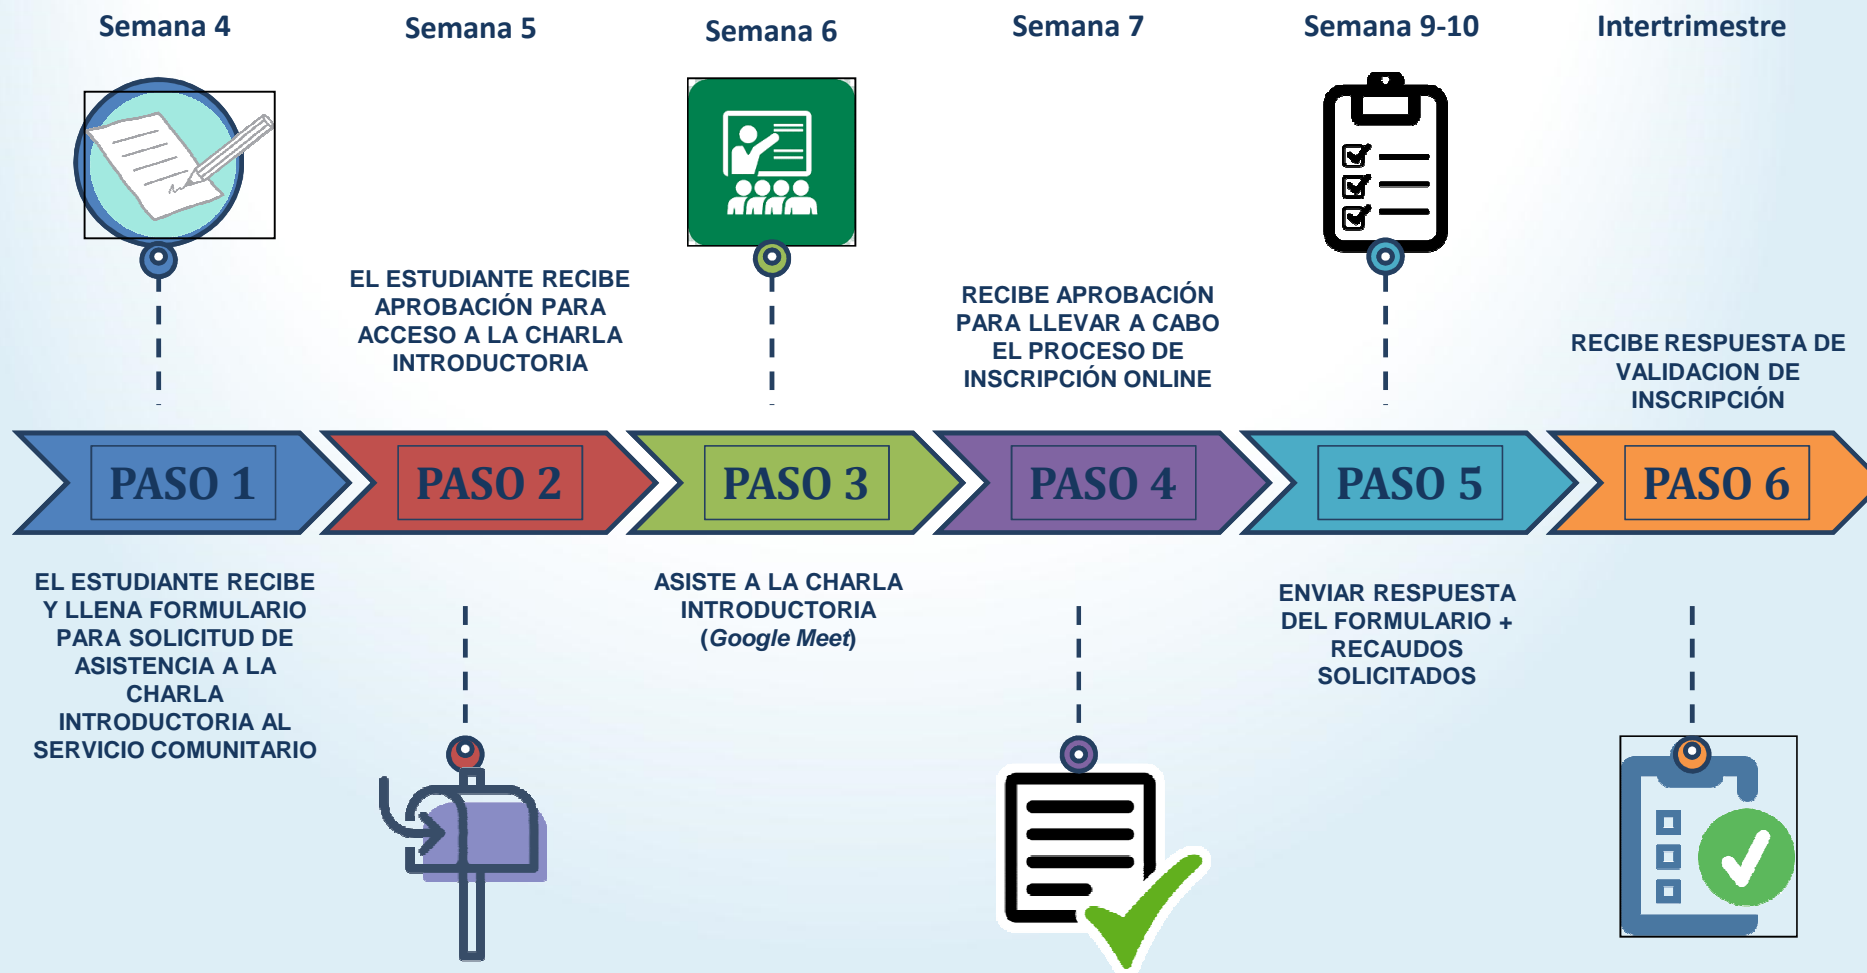 Semana 4
Semana 5
Semana 6
Semana 7
Semana 9-10
Intertrimestre
EL ESTUDIANTE RECIBE
APROBACIÓN PARA
ACCESO A LA CHARLA
INTRODUCTORIA
RECIBE APROBACIÓN
PARA LLEVAR A CABO
EL PROCESO DE
INSCRIPCIÓN ONLINE
RECIBE RESPUESTA DE
VALIDACION DE
INSCRIPCIÓN
PASO 1
PASO 2
PASO 3
PASO 4
PASO 5
PASO 6
EL ESTUDIANTE RECIBE
Y LLENA FORMULARIO
PARA SOLICITUD DE
ASISTENCIA A LA
CHARLA
INTRODUCTORIA AL
SERVICIO COMUNITARIO
ASISTE A LA CHARLA
INTRODUCTORIA
(Google Meet)
ENVIAR RESPUESTA
DEL FORMULARIO +
RECAUDOS
SOLICITADOS